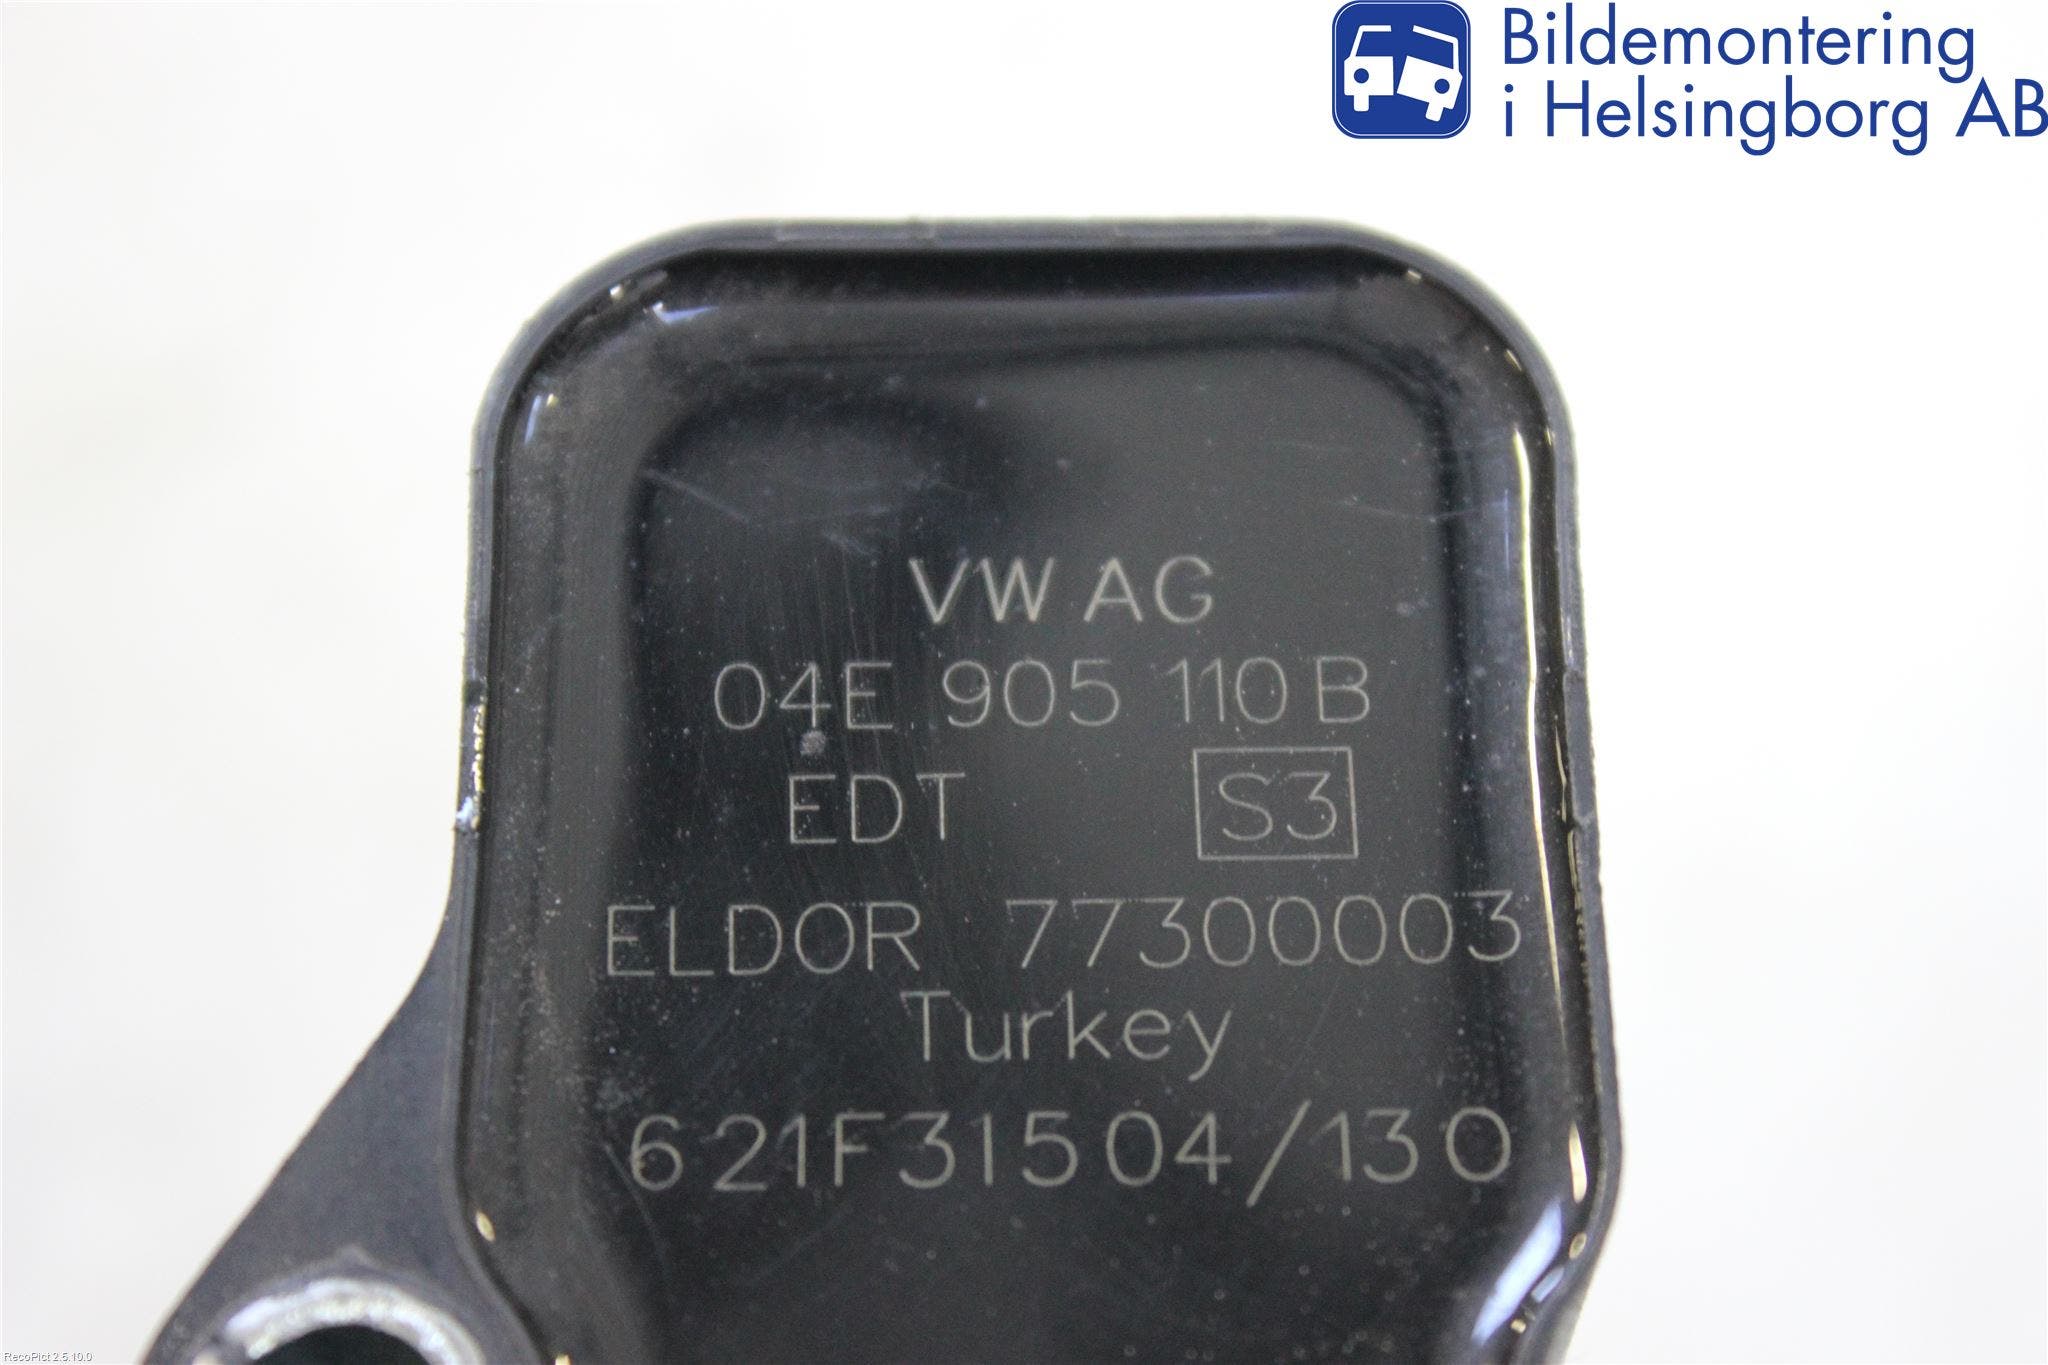 Bildemontering
i Helsingborg AB
VW AG
04E 905 110 B
EDT S3
ELDOR 77300003
Turkey
621F31504/130
RecoPict 2.5.10.0